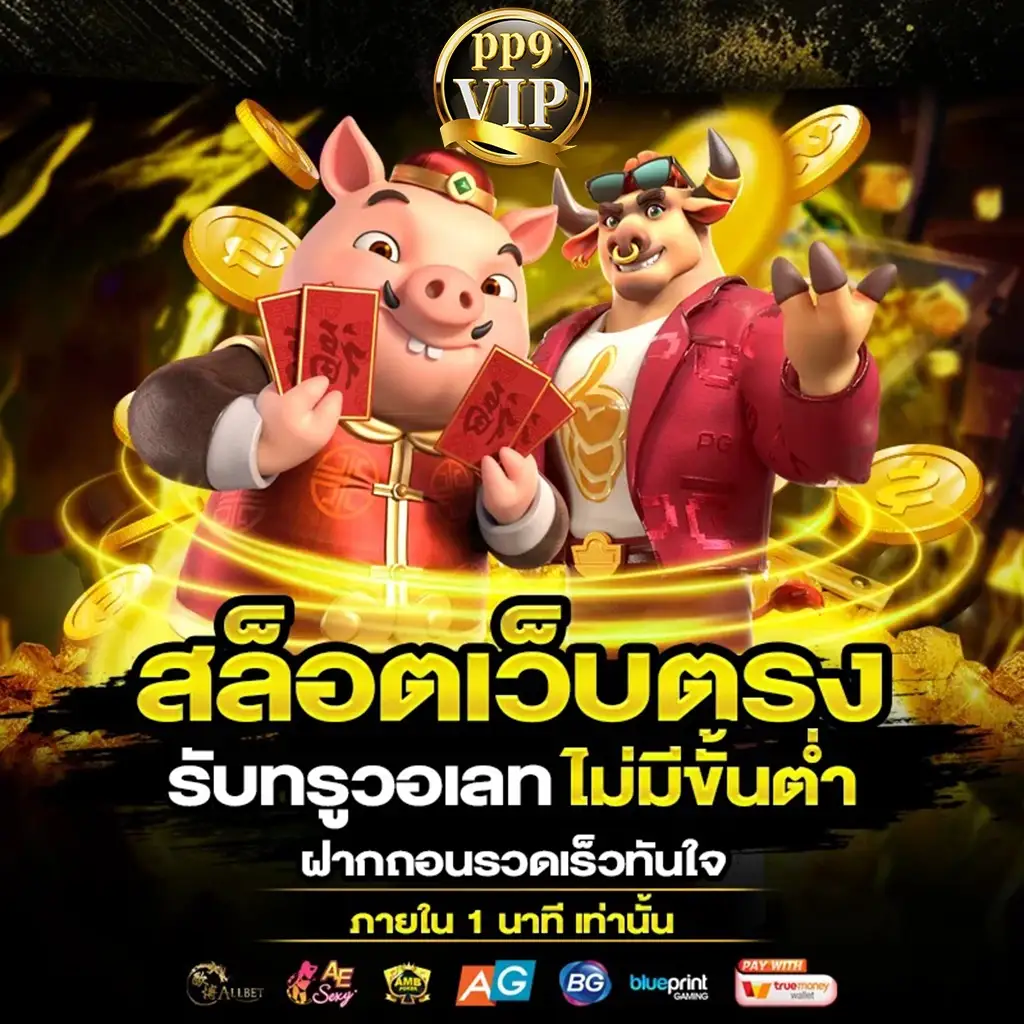 pp9
VIP
PG
สล็อตเว็บตรง
รับทรูวอเลท ไม่มีขั้นต่ำ
ฝากถอนรวดเร็วทันใจ
ภายใน 1 นาที เท่านั้น
ALLBET
AE Sexy
AMB POKER
AG
BG
blueprint GAMING
PAY WITH
truemoney wallet